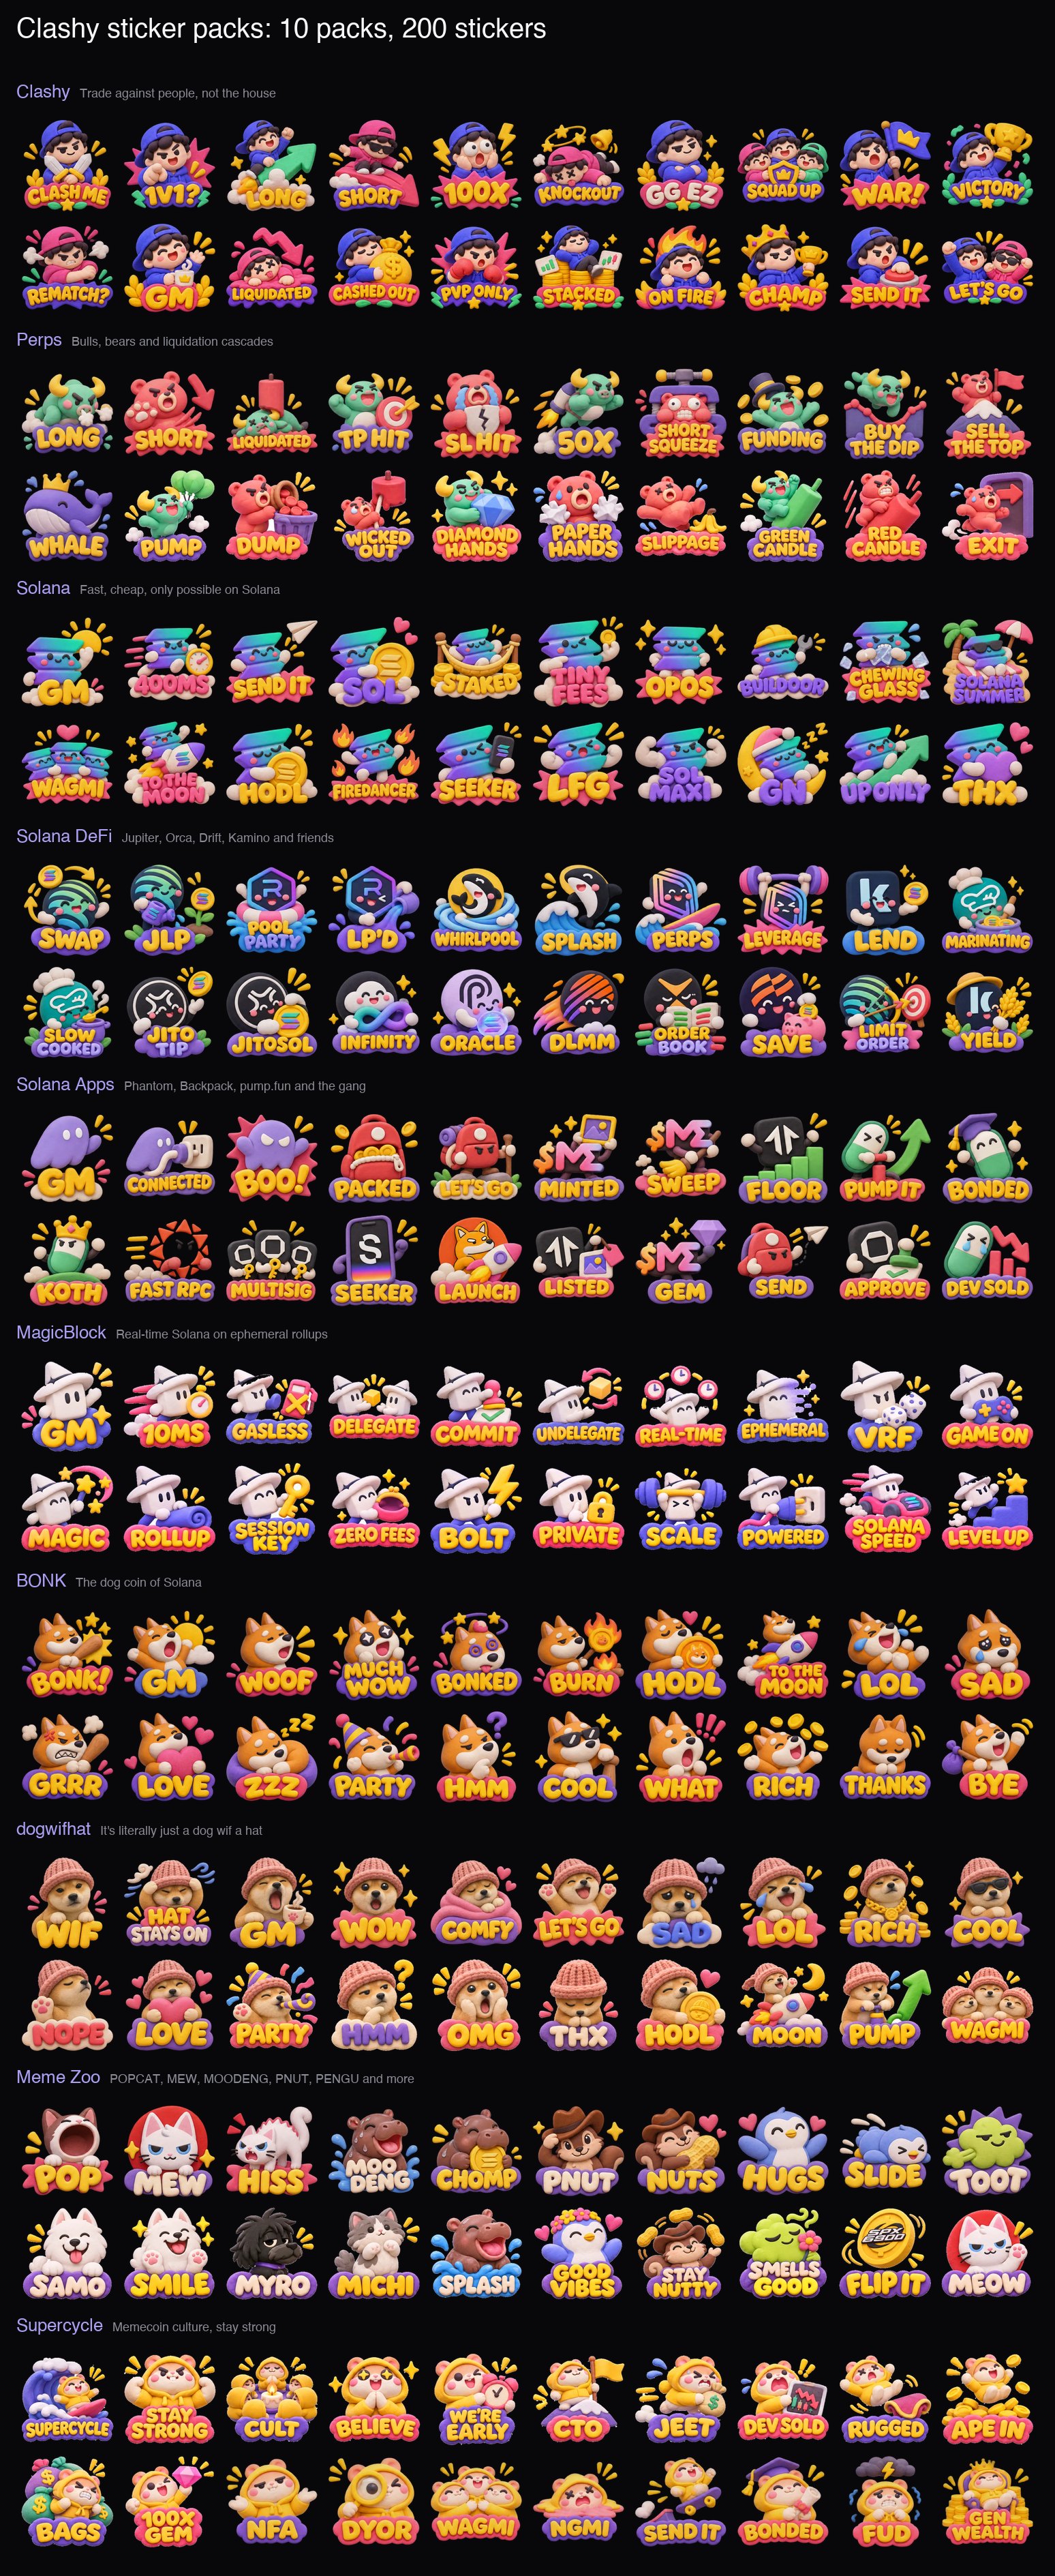 Clashy sticker packs: 10 packs, 200 stickers
Clashy Trade against people, not the house
CLASH ME 1V1? LONG SHORT 100X KNOCKOUT GG EZ SQUAD UP WAR! VICTORY
REMATCH? GM LIQUIDATED CASHED OUT PVP ONLY STACKED ON FIRE CHAMP SEND IT LET'S GO
Perps Bulls, bears and liquidation cascades
LONG SHORT LIQUIDATED TP HIT SL HIT 50X SHORT SQUEEZE FUNDING BUY THE DIP SELL THE TOP
WHALE PUMP DUMP WICKED OUT DIAMOND HANDS PAPER HANDS SLIPPAGE GREEN CANDLE RED CANDLE EXIT
Solana Fast, cheap, only possible on Solana
GM 400MS SEND IT SOL STAKED TINY FEES OPOS BUILDOOR CHEWING GLASS SOLANA SUMMER
WAGMI TO THE MOON HODL FIREDANCER SEEKER LFG SOL MAXI GN UP ONLY THX
Solana DeFi Jupiter, Orca, Drift, Kamino and friends
SWAP JLP POOL PARTY LP'D WHIRLPOOL SPLASH PERPS LEVERAGE LEND MARINATING
SLOW COOKED JITO TIP JITOSOL INFINITY ORACLE DLMM ORDER BOOK SAVE LIMIT ORDER YIELD
Solana Apps Phantom, Backpack, pump.fun and the gang
GM CONNECTED BOO! PACKED LET'S GO MINTED SWEEP FLOOR PUMP IT BONDED
KOTH FAST RPC MULTISIG SEEKER LAUNCH LISTED GEM SEND APPROVE DEV SOLD
MagicBlock Real-time Solana on ephemeral rollups
GM 10MS GASLESS DELEGATE COMMIT UNDELEGATE REAL-TIME EPHEMERAL VRF GAME ON
MAGIC ROLLUP SESSION KEY ZERO FEES BOLT PRIVATE SCALE POWERED SOLANA SPEED LEVEL UP
BONK The dog coin of Solana
BONK! GM WOOF MUCH WOW BONKED BURN HODL TO THE MOON LOL SAD
GRRR LOVE ZZZ PARTY HMM COOL WHAT RICH THANKS BYE
dogwifhat It's literally just a dog wif a hat
WIF HAT STAYS ON GM WOW COMFY LET'S GO SAD LOL RICH COOL
NOPE LOVE PARTY HMM OMG THX HODL MOON PUMP WAGMI
Meme Zoo POPCAT, MEW, MOODENG, PNUT, PENGU and more
POP MEW HISS MOO DENG CHOMP PNUT NUTS HUGS SLIDE TOOT
SAMO SMILE MYRO MICHI SPLASH GOOD VIBES STAY NUTTY SMELLS GOOD SPX 6900 FLIP IT MEOW
Supercycle Memecoin culture, stay strong
SUPERCYCLE STAY STRONG CULT BELIEVE WE'RE EARLY CTO JEET DEV SOLD RUGGED APE IN
BAGS 100X GEM NFA DYOR WAGMI NGMI SEND IT BONDED FUD GEN WEALTH